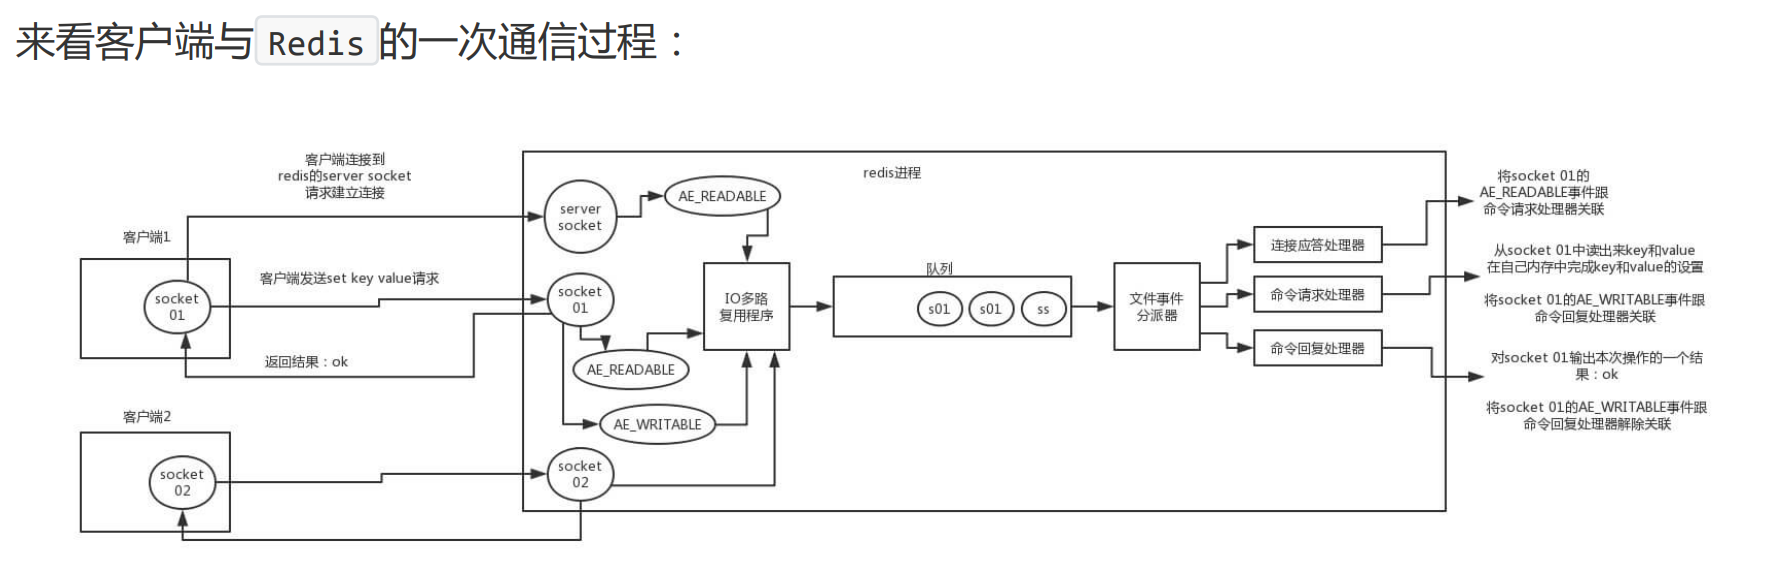 来看客户端与 Redis 的一次通信过程：
客户端连接到
redis的server socket
请求建立连接
redis进程
server
socket
AE_READABLE
将socket 01的
AE_READABLE事件跟
命令请求处理器关联
客户端1
连接应答处理器
socket
01
客户端发送set key value请求
socket
01
IO多路
复用程序
队列
s01
s01
ss
文件事件
分派器
命令请求处理器
从socket 01中读出来key和value
在自己内存中完成key和value的设置
将socket 01的AE_WRITABLE事件跟
命令回复处理器关联
返回结果：ok
AE_READABLE
命令回复处理器
对socket 01输出本次操作的一个结
果：ok
将socket 01的AE_WRITABLE事件跟
命令回复处理器解除关联
客户端2
AE_WRITABLE
socket
02
socket
02